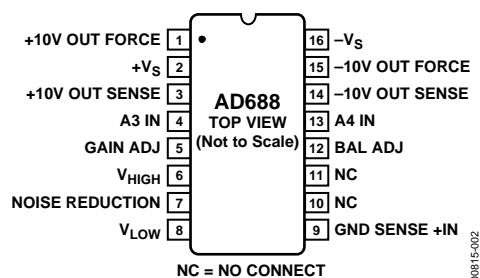 +10V OUT FORCE 1
+VS 2
+10V OUT SENSE 3
A3 IN 4
GAIN ADJ 5
VHIGH 6
NOISE REDUCTION 7
VLOW 8
AD688
TOP VIEW
(Not to Scale)
16 –VS
15 –10V OUT FORCE
14 –10V OUT SENSE
13 A4 IN
12 BAL ADJ
11 NC
10 NC
9 GND SENSE +IN
NC = NO CONNECT
00815-002